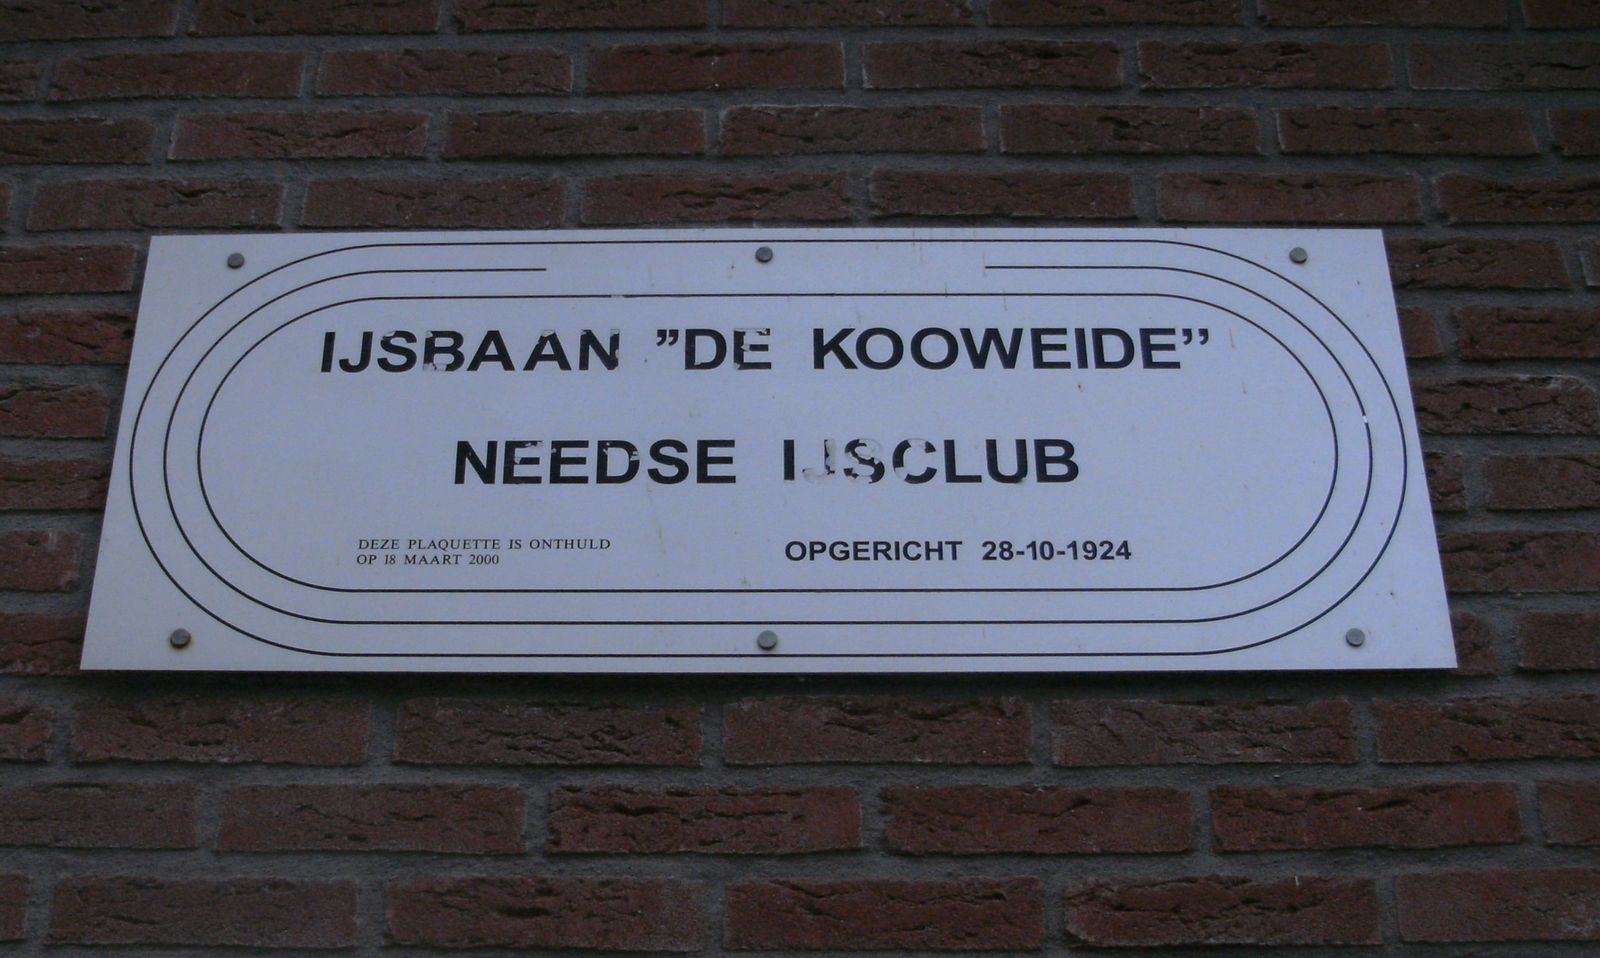 IJSBAAN ”DE KOOWEIDE”
NEEDSE IJSCLUB
DEZE PLAQUETTE IS ONTHULD
OP 18 MAART 2000
OPGERICHT 28-10-1924